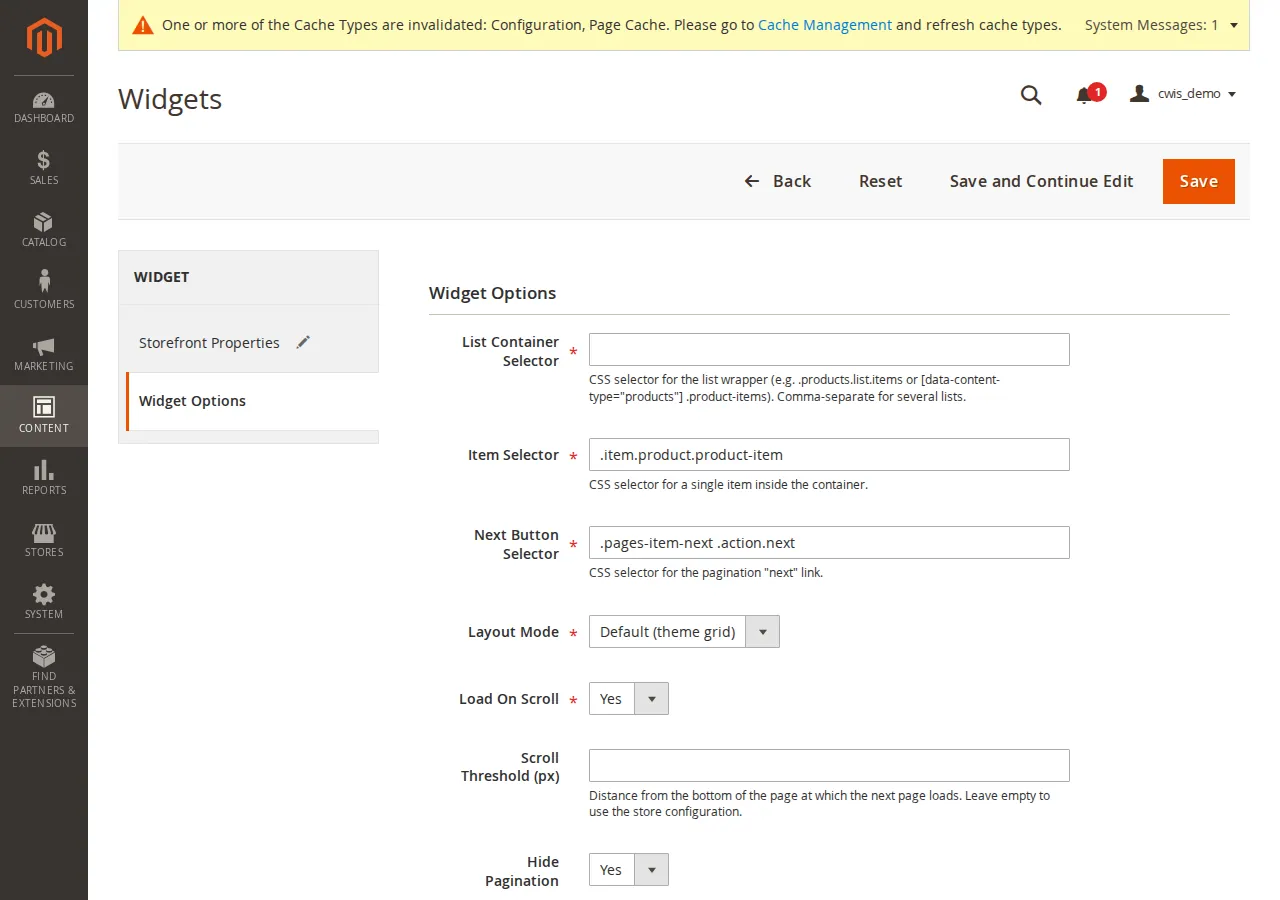 One or more of the Cache Types are invalidated: Configuration, Page Cache. Please go to Cache Management and refresh cache types.
System Messages: 1
Widgets
1
cwis_demo
Back
Reset
Save and Continue Edit
Save
DASHBOARD
SALES
CATALOG
CUSTOMERS
MARKETING
CONTENT
REPORTS
STORES
SYSTEM
FIND
PARTNERS &
EXTENSIONS
WIDGET
Storefront Properties
Widget Options
Widget Options
List Container
Selector *
CSS selector for the list wrapper (e.g. .products.list.items or [data-content-
type="products"] .product-items). Comma-separate for several lists.
Item Selector *
.item.product.product-item
CSS selector for a single item inside the container.
Next Button
Selector *
.pages-item-next .action.next
CSS selector for the pagination "next" link.
Layout Mode *
Default (theme grid)
Load On Scroll *
Yes
Scroll
Threshold (px)
Distance from the bottom of the page at which the next page loads. Leave empty to
use the store configuration.
Hide
Pagination
Yes